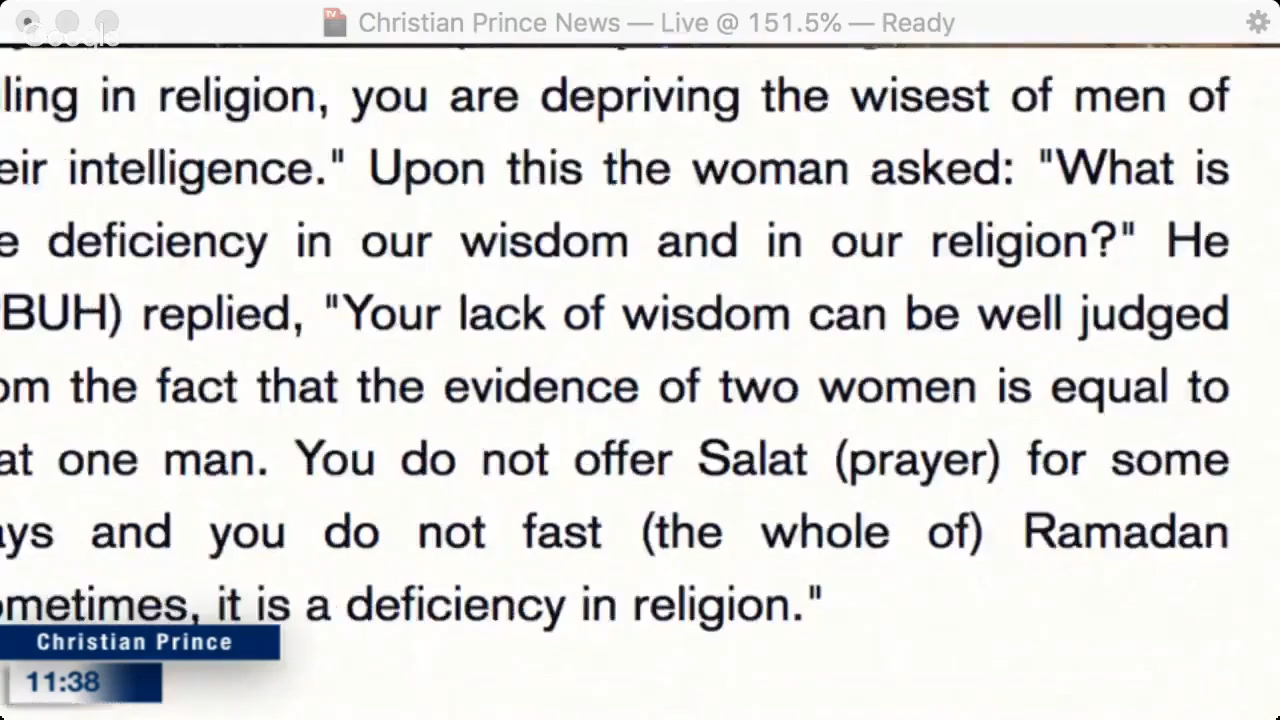 Christian Prince News — Live @ 151.5% — Ready
Google
ling in religion, you are depriving the wisest of men of
eir intelligence." Upon this the woman asked: "What is
e deficiency in our wisdom and in our religion?" He
BUH) replied, "Your lack of wisdom can be well judged
om the fact that the evidence of two women is equal to
at one man. You do not offer Salat (prayer) for some
ays and you do not fast (the whole of) Ramadan
ometimes, it is a deficiency in religion."
Christian Prince
11:38